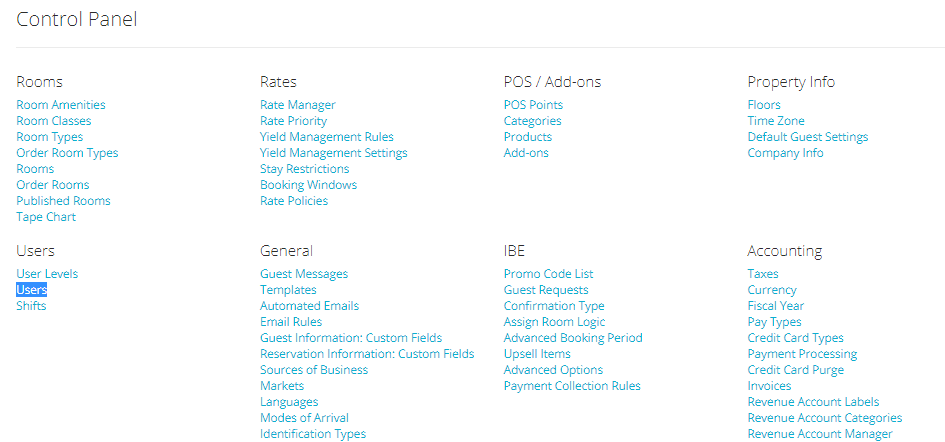 Control Panel
Rooms
Room Amenities
Room Classes
Room Types
Order Room Types
Rooms
Order Rooms
Published Rooms
Tape Chart
Rates
Rate Manager
Rate Priority
Yield Management Rules
Yield Management Settings
Stay Restrictions
Booking Windows
Rate Policies
POS / Add-ons
POS Points
Categories
Products
Add-ons
Property Info
Floors
Time Zone
Default Guest Settings
Company Info
Users
User Levels
Users
Shifts
General
Guest Messages
Templates
Automated Emails
Email Rules
Guest Information: Custom Fields
Reservation Information: Custom Fields
Sources of Business
Markets
Languages
Modes of Arrival
Identification Types
IBE
Promo Code List
Guest Requests
Confirmation Type
Assign Room Logic
Advanced Booking Period
Upsell Items
Advanced Options
Payment Collection Rules
Accounting
Taxes
Currency
Fiscal Year
Pay Types
Credit Card Types
Payment Processing
Credit Card Purge
Invoices
Revenue Account Labels
Revenue Account Categories
Revenue Account Manager